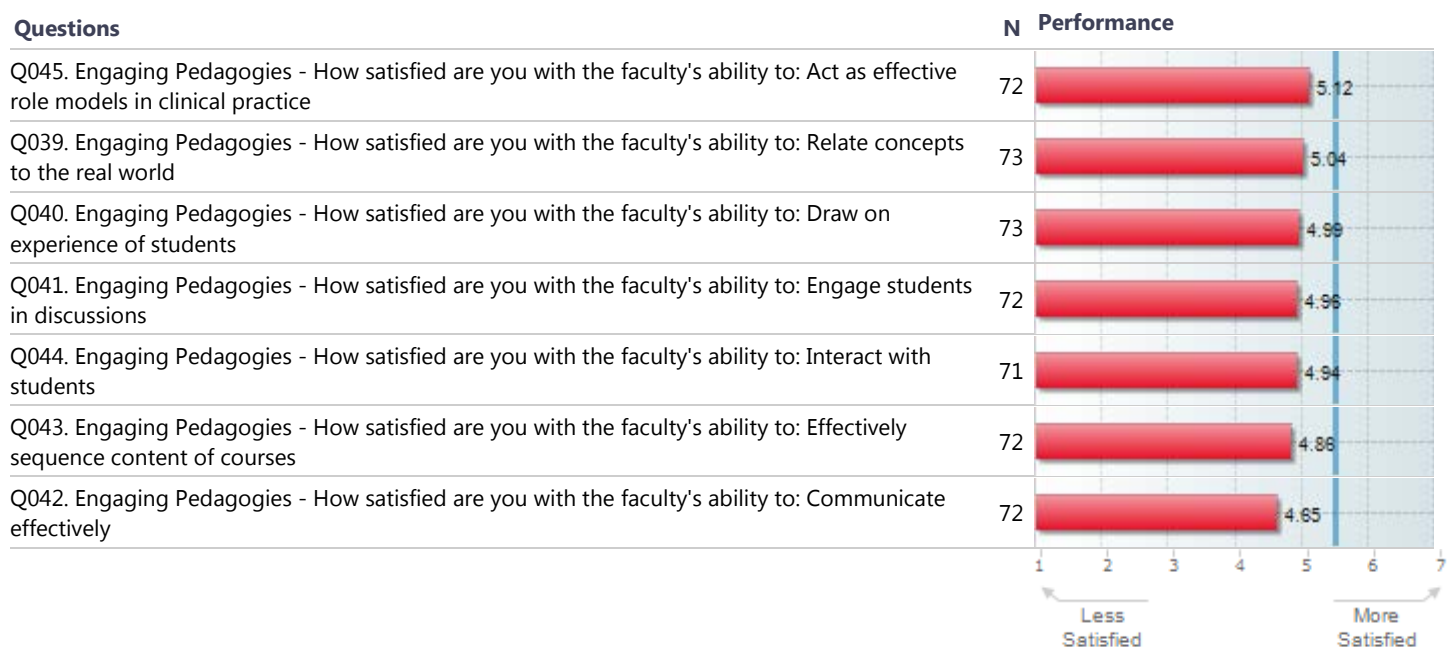 Questions N Performance
Q045. Engaging Pedagogies - How satisfied are you with the faculty's ability to: Act as effective
role models in clinical practice
72
5.12
Q039. Engaging Pedagogies - How satisfied are you with the faculty's ability to: Relate concepts
to the real world
73
5.04
Q040. Engaging Pedagogies - How satisfied are you with the faculty's ability to: Draw on
experience of students
73
4.99
Q041. Engaging Pedagogies - How satisfied are you with the faculty's ability to: Engage students
in discussions
72
4.96
Q044. Engaging Pedagogies - How satisfied are you with the faculty's ability to: Interact with
students
71
4.94
Q043. Engaging Pedagogies - How satisfied are you with the faculty's ability to: Effectively
sequence content of courses
72
4.86
Q042. Engaging Pedagogies - How satisfied are you with the faculty's ability to: Communicate
effectively
72
4.65
1 2 3 4 5 6 7
Less
Satisfied
More
Satisfied